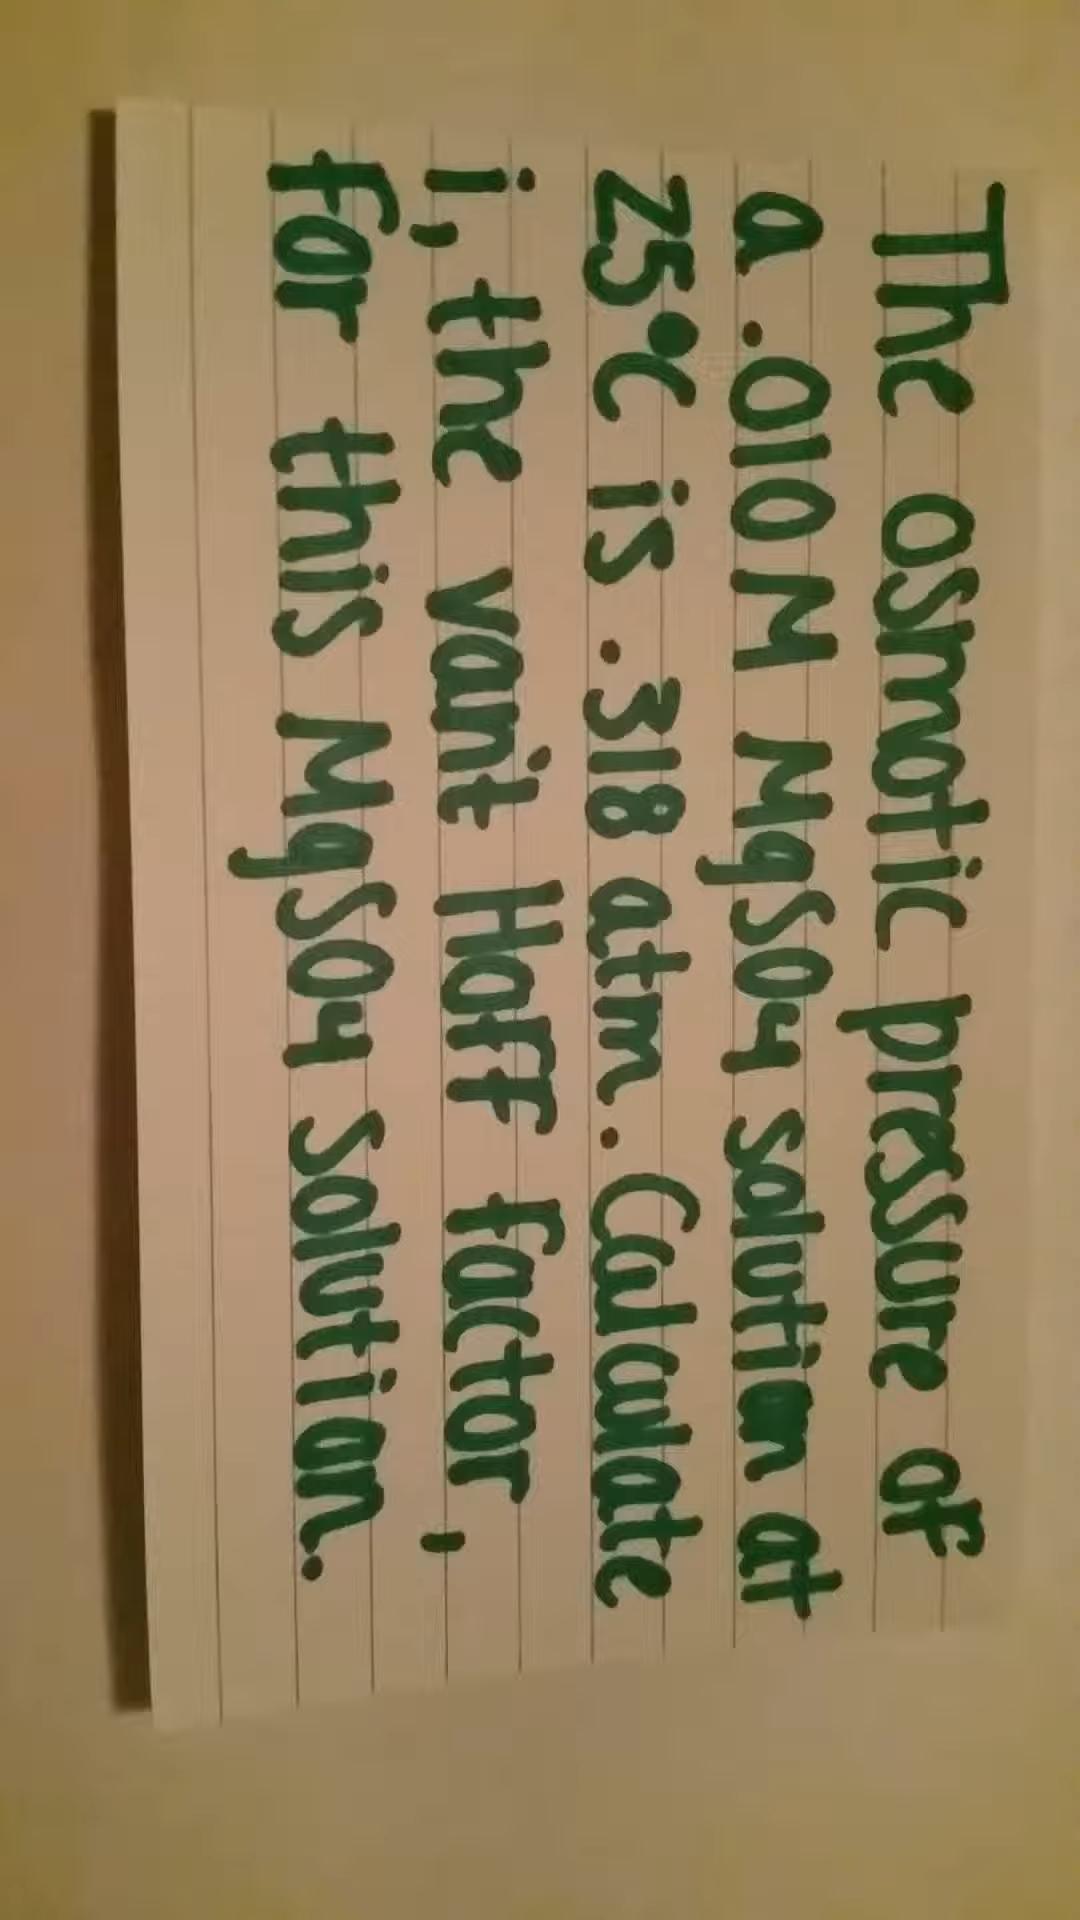 The osmotic pressure of
a .010 M MgSO4 solution at
25°C is .318 atm. Calculate
i, the van't Hoff factor,
for this MgSO4 solution.